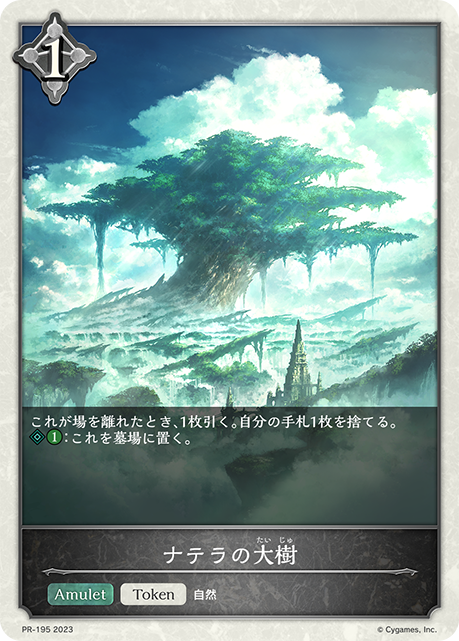 1
これが場を離れたとき、1枚引く。自分の手札1枚を捨てる。
1:これを墓場に置く。
たいじゅ
ナテラの大樹
Amulet Token 自然
PR-195 2023 © Cygames, Inc.